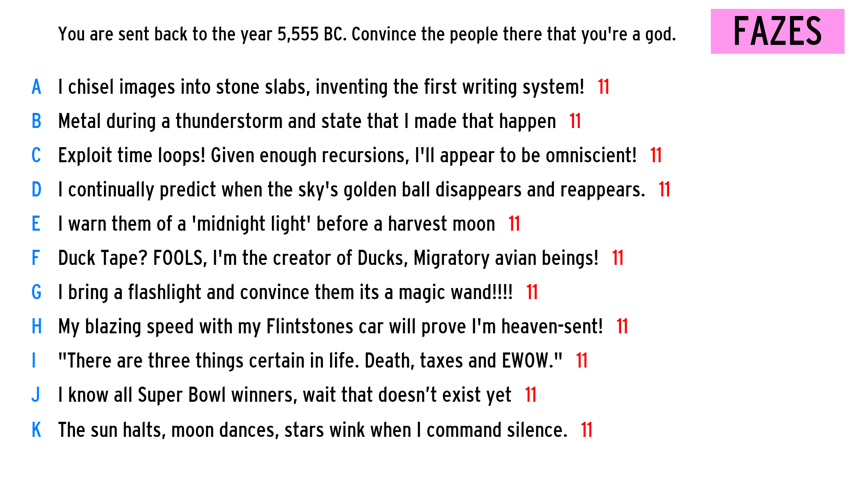 You are sent back to the year 5,555 BC. Convince the people there that you're a god.
FAZES
A I chisel images into stone slabs, inventing the first writing system! 11
B Metal during a thunderstorm and state that I made that happen 11
C Exploit time loops! Given enough recursions, I'll appear to be omniscient! 11
D I continually predict when the sky's golden ball disappears and reappears. 11
E I warn them of a 'midnight light' before a harvest moon 11
F Duck Tape? FOOLS, I'm the creator of Ducks, Migratory avian beings! 11
G I bring a flashlight and convince them its a magic wand!!!! 11
H My blazing speed with my Flintstones car will prove I'm heaven-sent! 11
I "There are three things certain in life. Death, taxes and EWOW." 11
J I know all Super Bowl winners, wait that doesn’t exist yet 11
K The sun halts, moon dances, stars wink when I command silence. 11